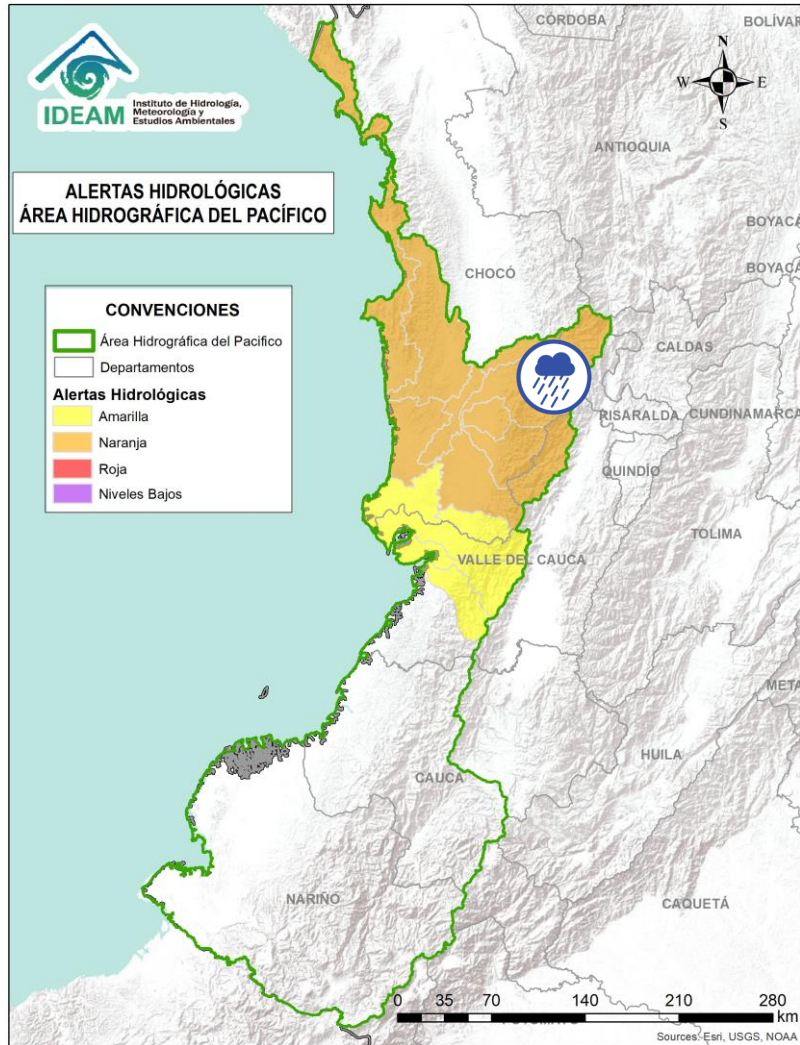 CÓRDOBA
BOLÍVAR
N
W
E
S
IDEAM
Instituto de Hidrología,
Meteorología y
Estudios Ambientales
ANTIOQUIA
ALERTAS HIDROLÓGICAS
ÁREA HIDROGRÁFICA DEL PACÍFICO
BOYACÁ
BOYACÁ
CHOCÓ
CONVENCIONES
Área Hidrográfica del Pacifico
Departamentos
Alertas Hidrológicas
Amarilla
Naranja
Roja
Niveles Bajos
CALDAS
RISARALDA
CUNDINAMARCA
QUINDÍO
TOLIMA
VALLE DEL CAUCA
META
HUILA
CAUCA
NARIÑO
CAQUETÁ
0 35 70 140 210 280
km
Sources: Esri, USGS, NOAA